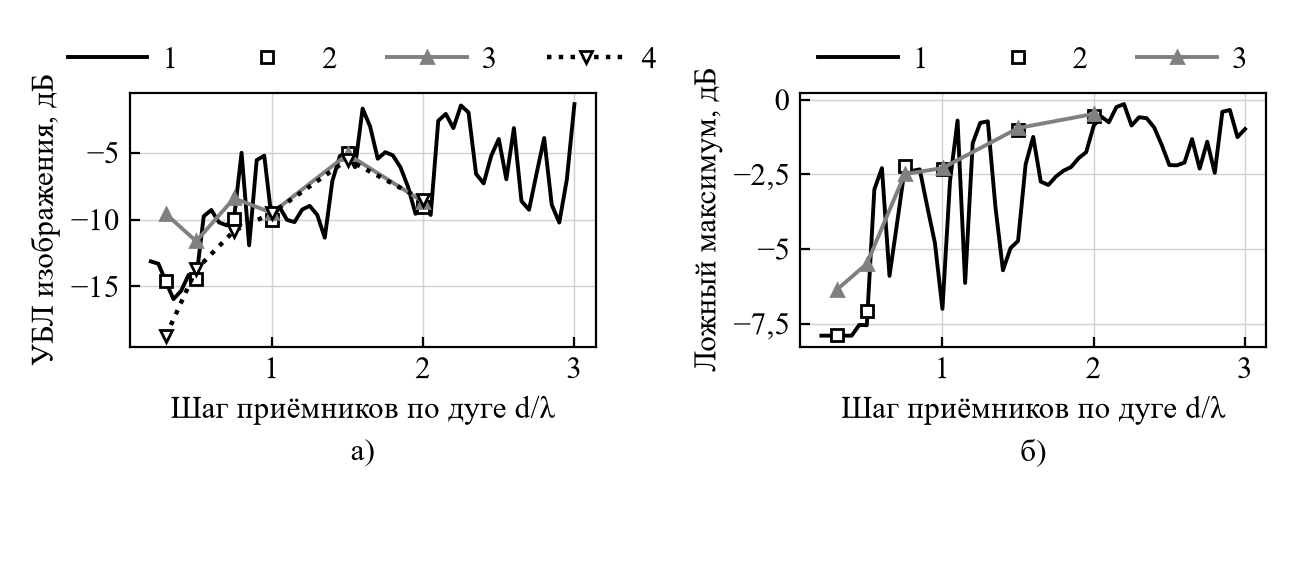 1 2 3 4
УБЛ изображения, дБ
−5
−10
−15
1 2 3
Шаг приёмников по дуге d/λ
а)
1 2 3
Ложный максимум, дБ
0
−2,5
−5
−7,5
1 2 3
Шаг приёмников по дуге d/λ
б)